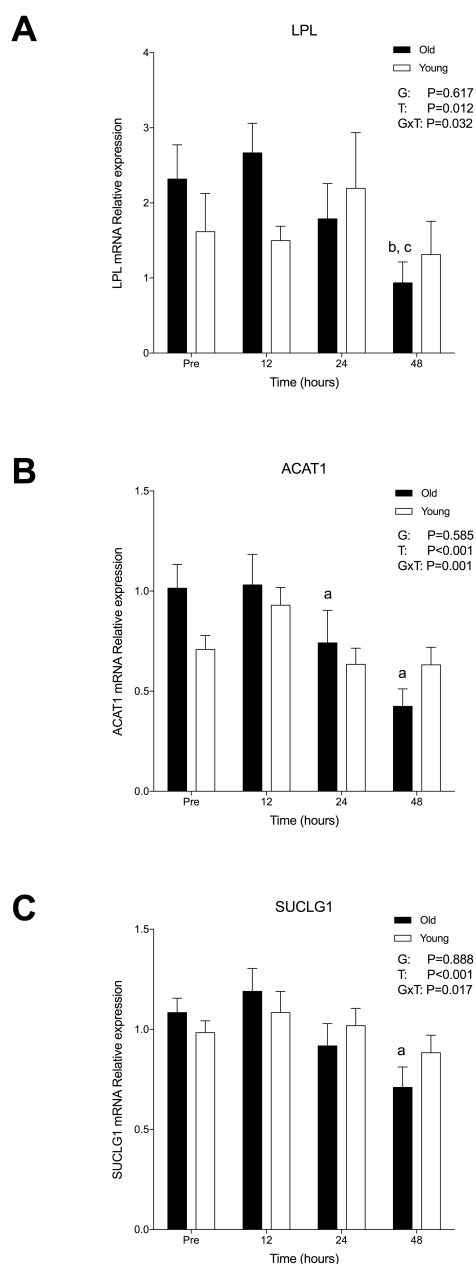 A
LPL
Old
Young
G: P=0.617
T: P=0.012
GxT: P=0.032
LPL mRNA Relative expression
4
3
2
1
0
b, c
Pre 12 24 48
Time (hours)
B
ACAT1
Old
Young
G: P=0.585
T: P<0.001
GxT: P=0.001
ACAT1 mRNA Relative expression
1.5
1.0
0.5
0.0
a
a
Pre 12 24 48
Time (hours)
C
SUCLG1
Old
Young
G: P=0.888
T: P<0.001
GxT: P=0.017
SUCLG1 mRNA Relative expression
1.5
1.0
0.5
0.0
a
Pre 12 24 48
Time (hours)